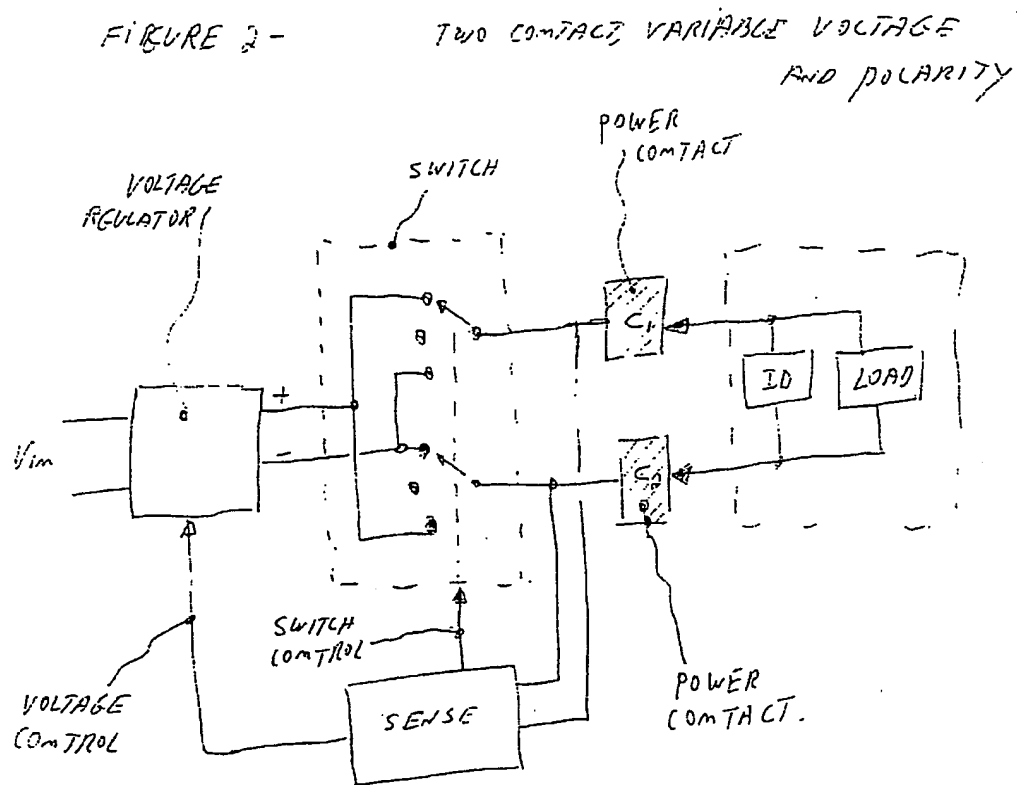 FIGURE 2 - TWO CONTACT, VARIABLE VOLTAGE
AND POLARITY
POWER
CONTACT
SWITCH
VOLTAGE
REGULATOR
C1
ID
LOAD
+
-
Vin
C2
SWITCH
CONTROL
VOLTAGE
CONTROL
SENSE
POWER
CONTACT.